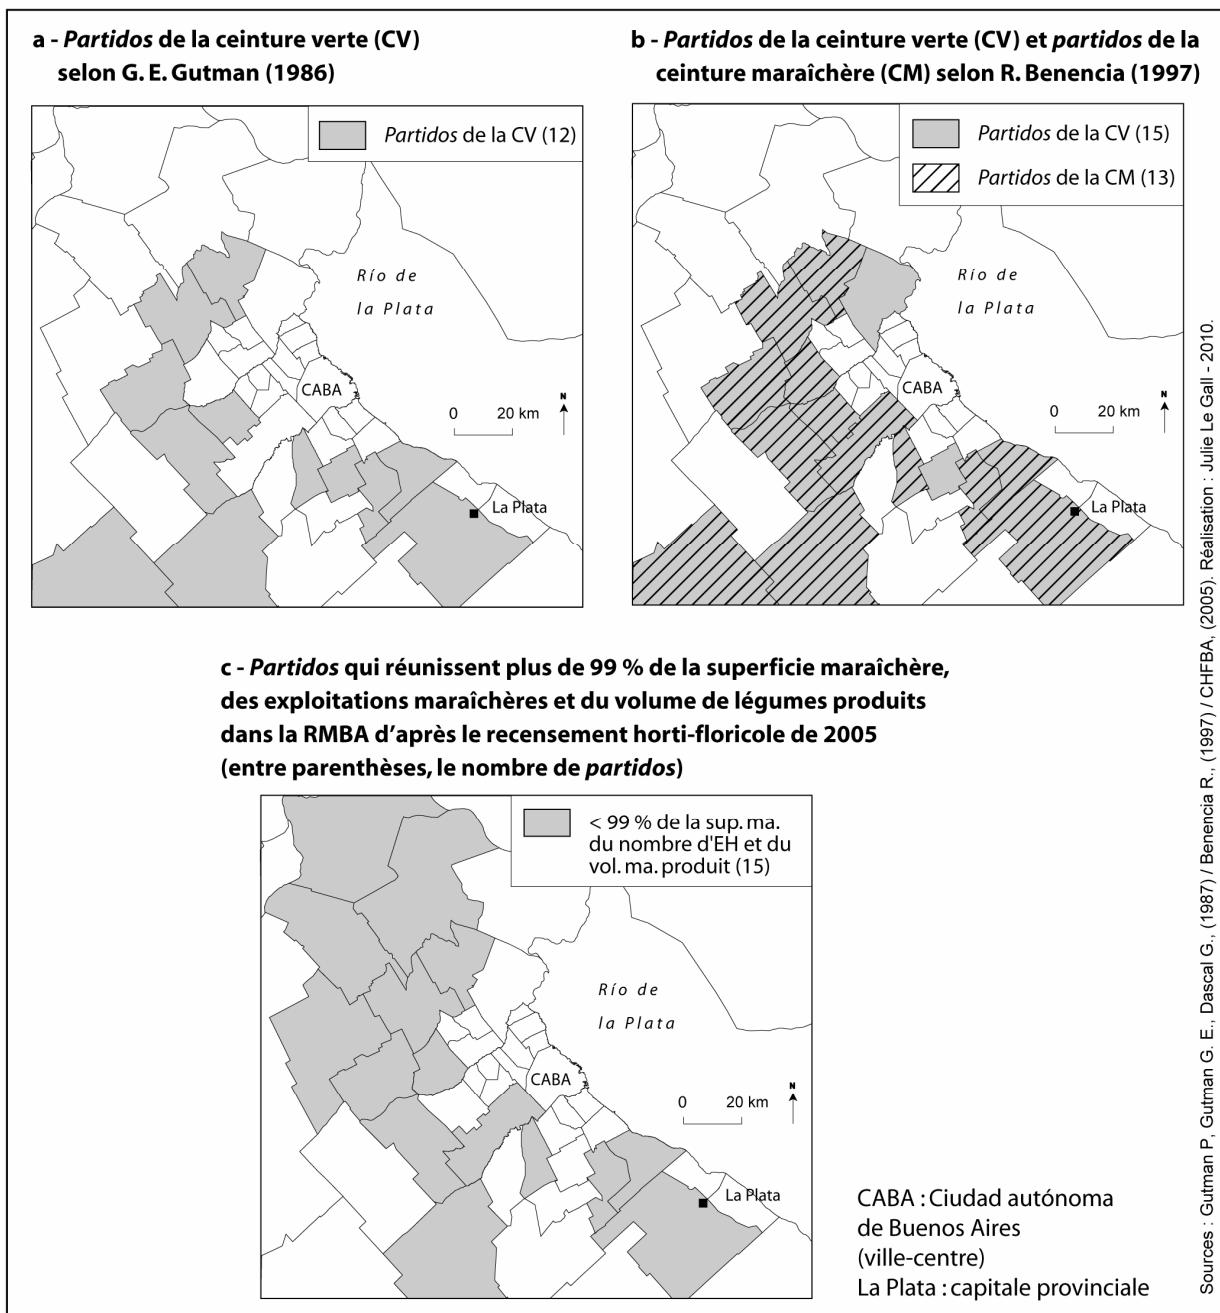 a - Partidos de la ceinture verte (CV)
selon G. E. Gutman (1986)
Partidos de la CV (12)
Río de
la Plata
CABA
0 20 km
N
La Plata
b - Partidos de la ceinture verte (CV) et partidos de la
ceinture maraîchère (CM) selon R. Benencia (1997)
Partidos de la CV (15)
Partidos de la CM (13)
Río de
la Plata
CABA
0 20 km
N
La Plata
c - Partidos qui réunissent plus de 99 % de la superficie maraîchère,
des exploitations maraîchères et du volume de légumes produits
dans la RMBA d'après le recensement horti-floricole de 2005
(entre parenthèses, le nombre de partidos)
< 99 % de la sup. ma.
du nombre d'EH et du
vol. ma. produit (15)
Río de
la Plata
CABA
0 20 km
N
La Plata
CABA : Ciudad autónoma
de Buenos Aires
(ville-centre)
La Plata : capitale provinciale
Sources : Gutman P, Gutman G. E., Dascal G., (1987) / Benencia R., (1997) / CHFBA, (2005). Réalisation : Julie Le Gall - 2010.